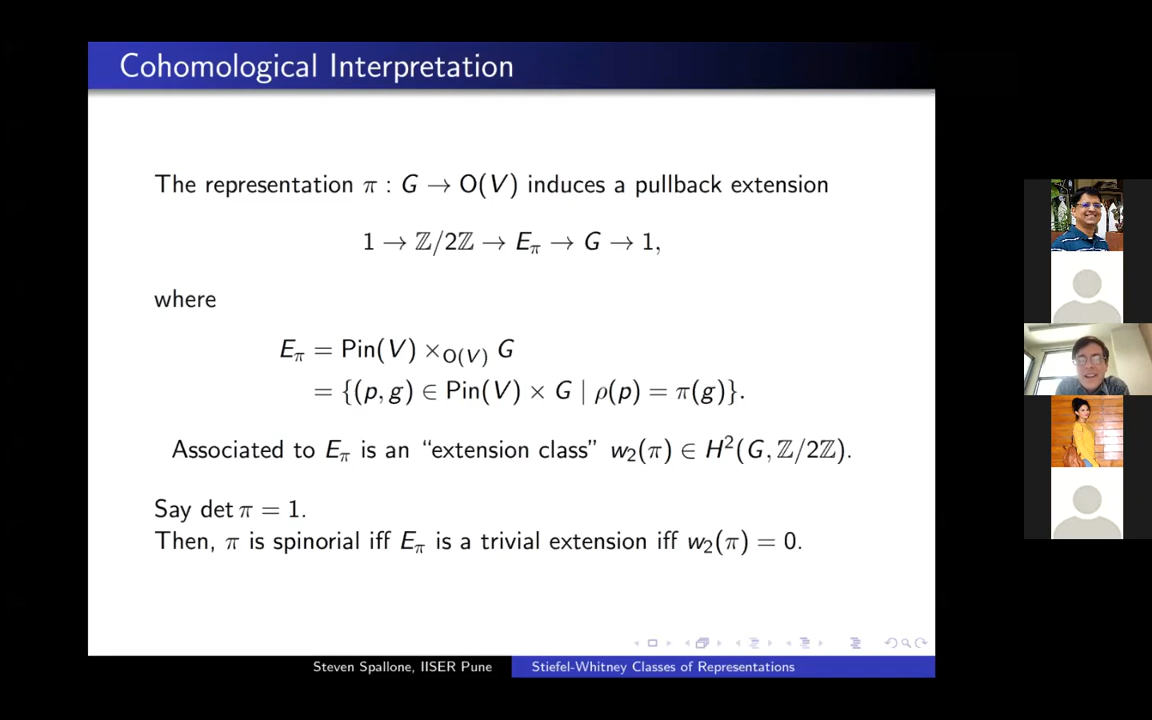 Cohomological Interpretation
The representation π : G → O(V) induces a pullback extension
1 → ℤ/2ℤ → E_π → G → 1,
where
E_π = Pin(V) ×_{O(V)} G
= {(p, g) ∈ Pin(V) × G | ρ(p) = π(g)}.
Associated to E_π is an “extension class” w₂(π) ∈ H²(G, ℤ/2ℤ).
Say det π = 1.
Then, π is spinorial iff E_π is a trivial extension iff w₂(π) = 0.
Steven Spallone, IISER Pune Stiefel-Whitney Classes of Representations